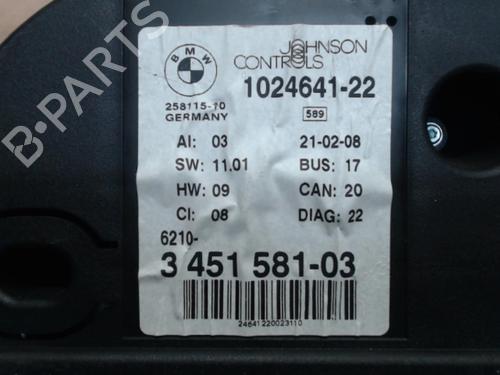 BMW
JOHNSON
CONTROLS
258115-10
GERMANY
1024641-22
589
AI: 03
21-02-08
SW: 11.01
BUS: 17
HW: 09
CAN: 20
CI: 08
DIAG: 22
6210-
3 451 581-03
24641220023110
B-PARTS